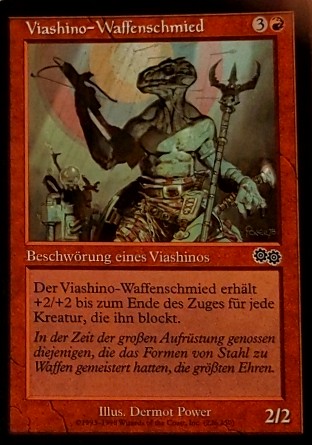 Viashino-Waffenschmied 3
Beschwörung eines Viashinos
Der Viashino-Waffenschmied erhält
+2/+2 bis zum Ende des Zuges für jede
Kreatur, die ihn blockt.
In der Zeit der großen Aufrüstung genossen
diejenigen, die das Formen von Stahl zu
Waffen gemeistert hatten, die größten Ehren.
Illus. Dermot Power
2/2